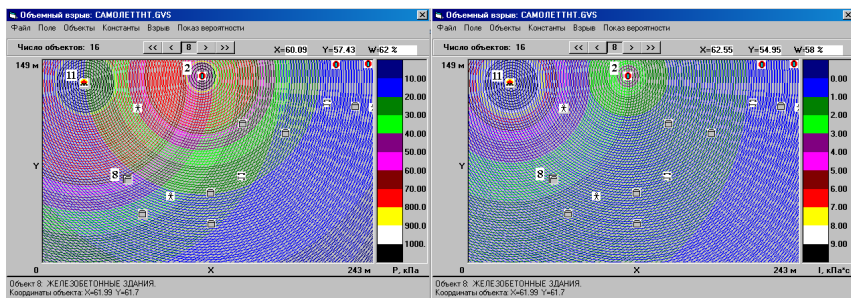 Объемный взрыв: САМОЛЕТТНТ.GVS
Файл Поле Объекты Константы Взрыв Показ вероятности
Число объектов: 16 << < 8 > >> X=60.09 Y=57.43 W=62 %
149 м
11
2
8
Y
10.00
20.00
30.00
40.00
50.00
60.00
70.00
800.0
900.0
1000.
0 X 243 м P, кПа
Объект 8: ЖЕЛЕЗОБЕТОННЫЕ ЗДАНИЯ.
Координаты объекта: X=61.99 Y=61.7
Объемный взрыв: САМОЛЕТТНТ.GVS
Файл Поле Объекты Константы Взрыв Показ вероятности
Число объектов: 16 << < 8 > >> X=62.55 Y=54.95 W=58 %
149 м
11
2
8
Y
0.00
1.00
2.00
3.00
4.00
5.00
6.00
7.00
8.00
9.00
0 X 243 м I, кПа*с
Объект 8: ЖЕЛЕЗОБЕТОННЫЕ ЗДАНИЯ.
Координаты объекта: X=61.99 Y=61.7